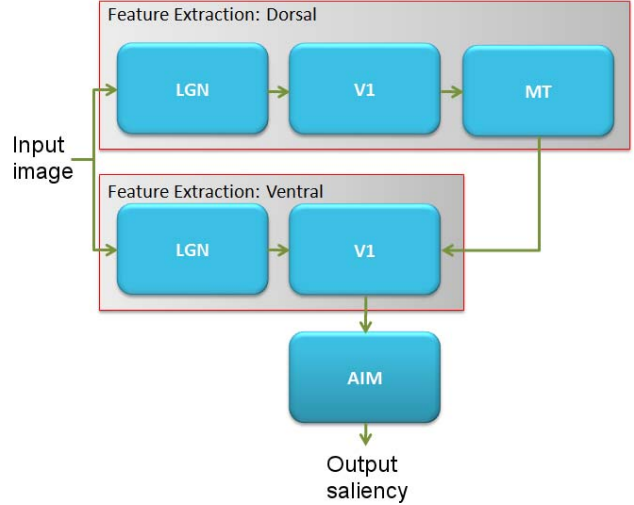 Feature Extraction: Dorsal
LGN
V1
MT
Input
image
Feature Extraction: Ventral
LGN
V1
AIM
Output
saliency